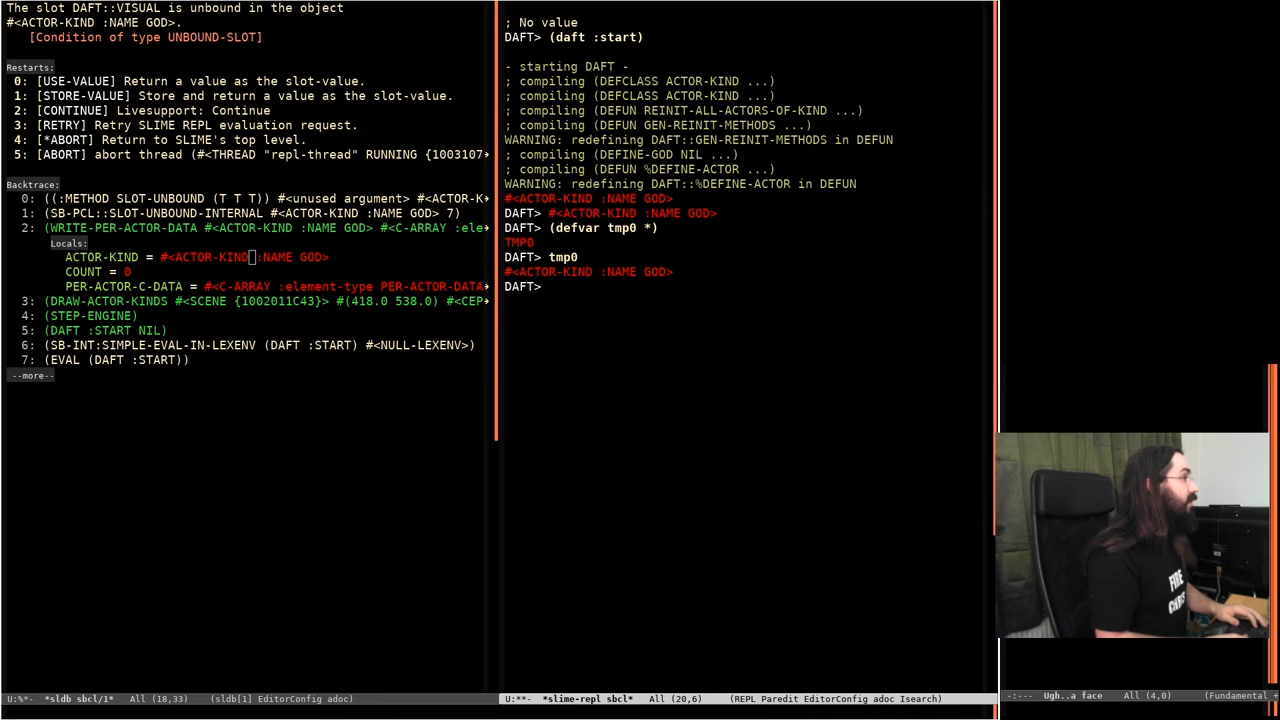 The slot DAFT::VISUAL is unbound in the object
#<ACTOR-KIND :NAME GOD>.
[Condition of type UNBOUND-SLOT]
Restarts:
0: [USE-VALUE] Return a value as the slot-value.
1: [STORE-VALUE] Store and return a value as the slot-value.
2: [CONTINUE] Livesupport: Continue
3: [RETRY] Retry SLIME REPL evaluation request.
4: [*ABORT] Return to SLIME's top level.
5: [ABORT] abort thread (#<THREAD "repl-thread" RUNNING {1003107
Backtrace:
0: ((:METHOD SLOT-UNBOUND (T T T)) #<unused argument> #<ACTOR-K
1: (SB-PCL::SLOT-UNBOUND-INTERNAL #<ACTOR-KIND :NAME GOD> 7)
2: (WRITE-PER-ACTOR-DATA #<ACTOR-KIND :NAME GOD> #<C-ARRAY :ele
Locals:
ACTOR-KIND = #<ACTOR-KIND :NAME GOD>
COUNT = 0
PER-ACTOR-C-DATA = #<C-ARRAY :element-type PER-ACTOR-DATA
3: (DRAW-ACTOR-KINDS #<SCENE {1002011C43}> #(418.0 538.0) #<CEP
4: (STEP-ENGINE)
5: (DAFT :START NIL)
6: (SB-INT:SIMPLE-EVAL-IN-LEXENV (DAFT :START) #<NULL-LEXENV>)
7: (EVAL (DAFT :START))
--more--
U:%*- *sldb sbcl/1* All (18,33) (sldb[1] EditorConfig adoc)
; No value
DAFT> (daft :start)
- starting DAFT -
; compiling (DEFCLASS ACTOR-KIND ...)
; compiling (DEFCLASS ACTOR-KIND ...)
; compiling (DEFUN REINIT-ALL-ACTORS-OF-KIND ...)
; compiling (DEFUN GEN-REINIT-METHODS ...)
WARNING: redefining DAFT::GEN-REINIT-METHODS in DEFUN
; compiling (DEFINE-GOD NIL ...)
; compiling (DEFUN %DEFINE-ACTOR ...)
WARNING: redefining DAFT::%DEFINE-ACTOR in DEFUN
#<ACTOR-KIND :NAME GOD>
DAFT> #<ACTOR-KIND :NAME GOD>
DAFT> (defvar tmp0 *)
TMP0
DAFT> tmp0
#<ACTOR-KIND :NAME GOD>
DAFT>
U:**- *slime-repl sbcl* All (20,6) (REPL Paredit EditorConfig adoc Isearch)
FIRE
-:--- Ugh..a face All (4,0) (Fundamental +